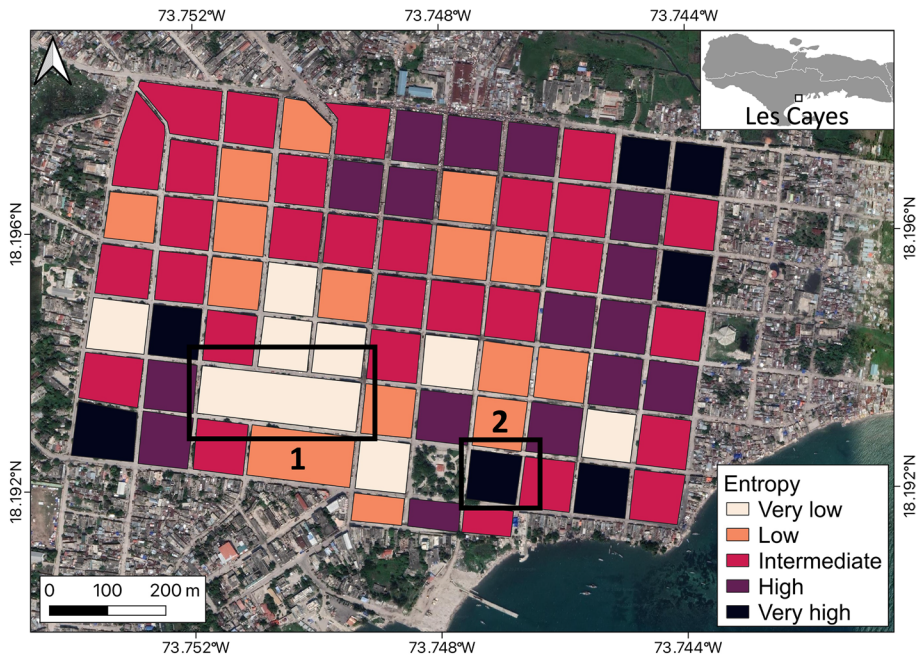 73.752°W 73.748°W 73.744°W
Les Cayes
18.196°N 18.196°N
2
1
18.192°N 18.192°N
Entropy
Very low
Low
Intermediate
High
Very high
0 100 200 m
73.752°W 73.748°W 73.744°W